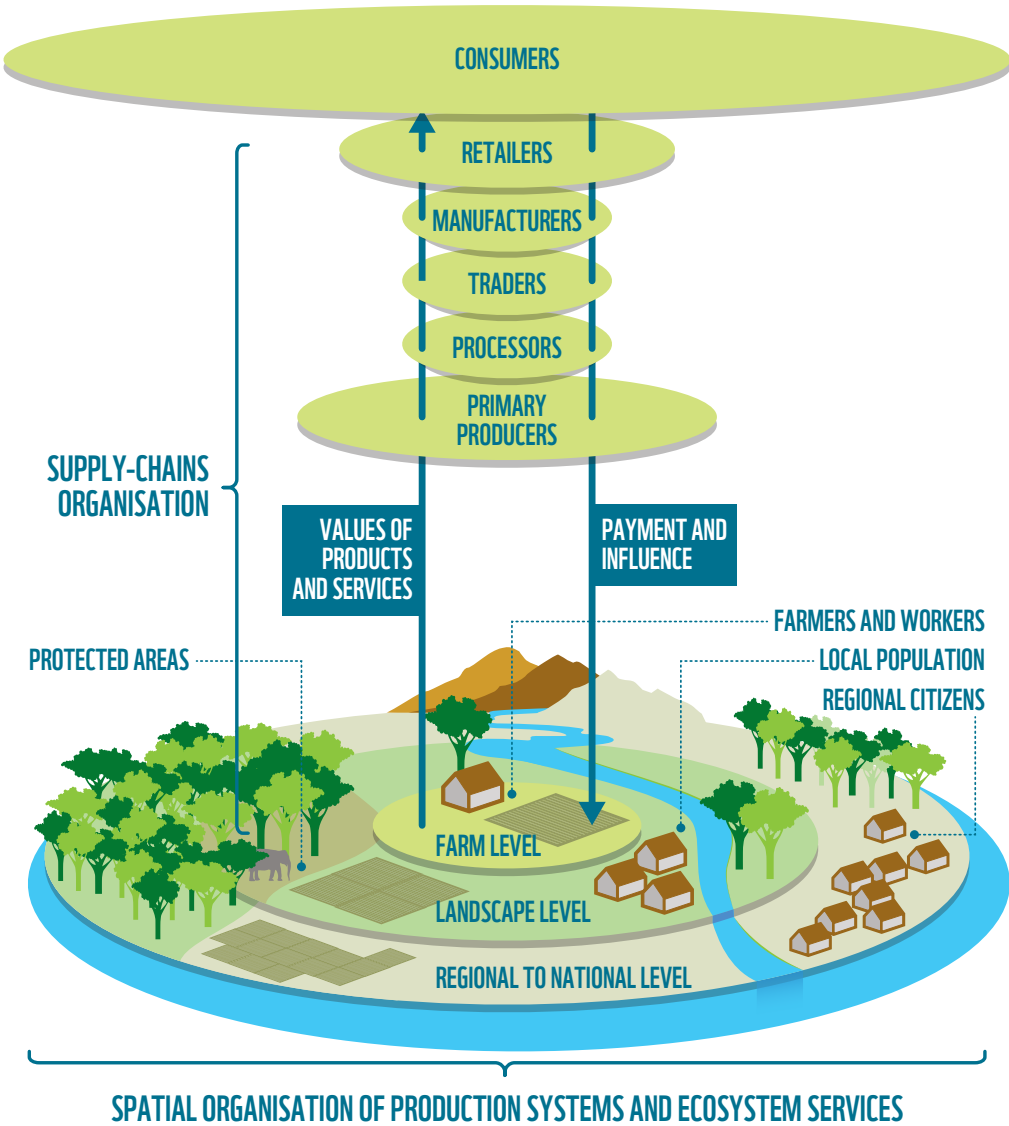 CONSUMERS
RETAILERS
MANUFACTURERS
TRADERS
PROCESSORS
PRIMARY
PRODUCERS
SUPPLY-CHAINS
ORGANISATION
VALUES OF
PRODUCTS
AND SERVICES
PAYMENT AND
INFLUENCE
FARMERS AND WORKERS
PROTECTED AREAS
LOCAL POPULATION
REGIONAL CITIZENS
FARM LEVEL
LANDSCAPE LEVEL
REGIONAL TO NATIONAL LEVEL
SPATIAL ORGANISATION OF PRODUCTION SYSTEMS AND ECOSYSTEM SERVICES